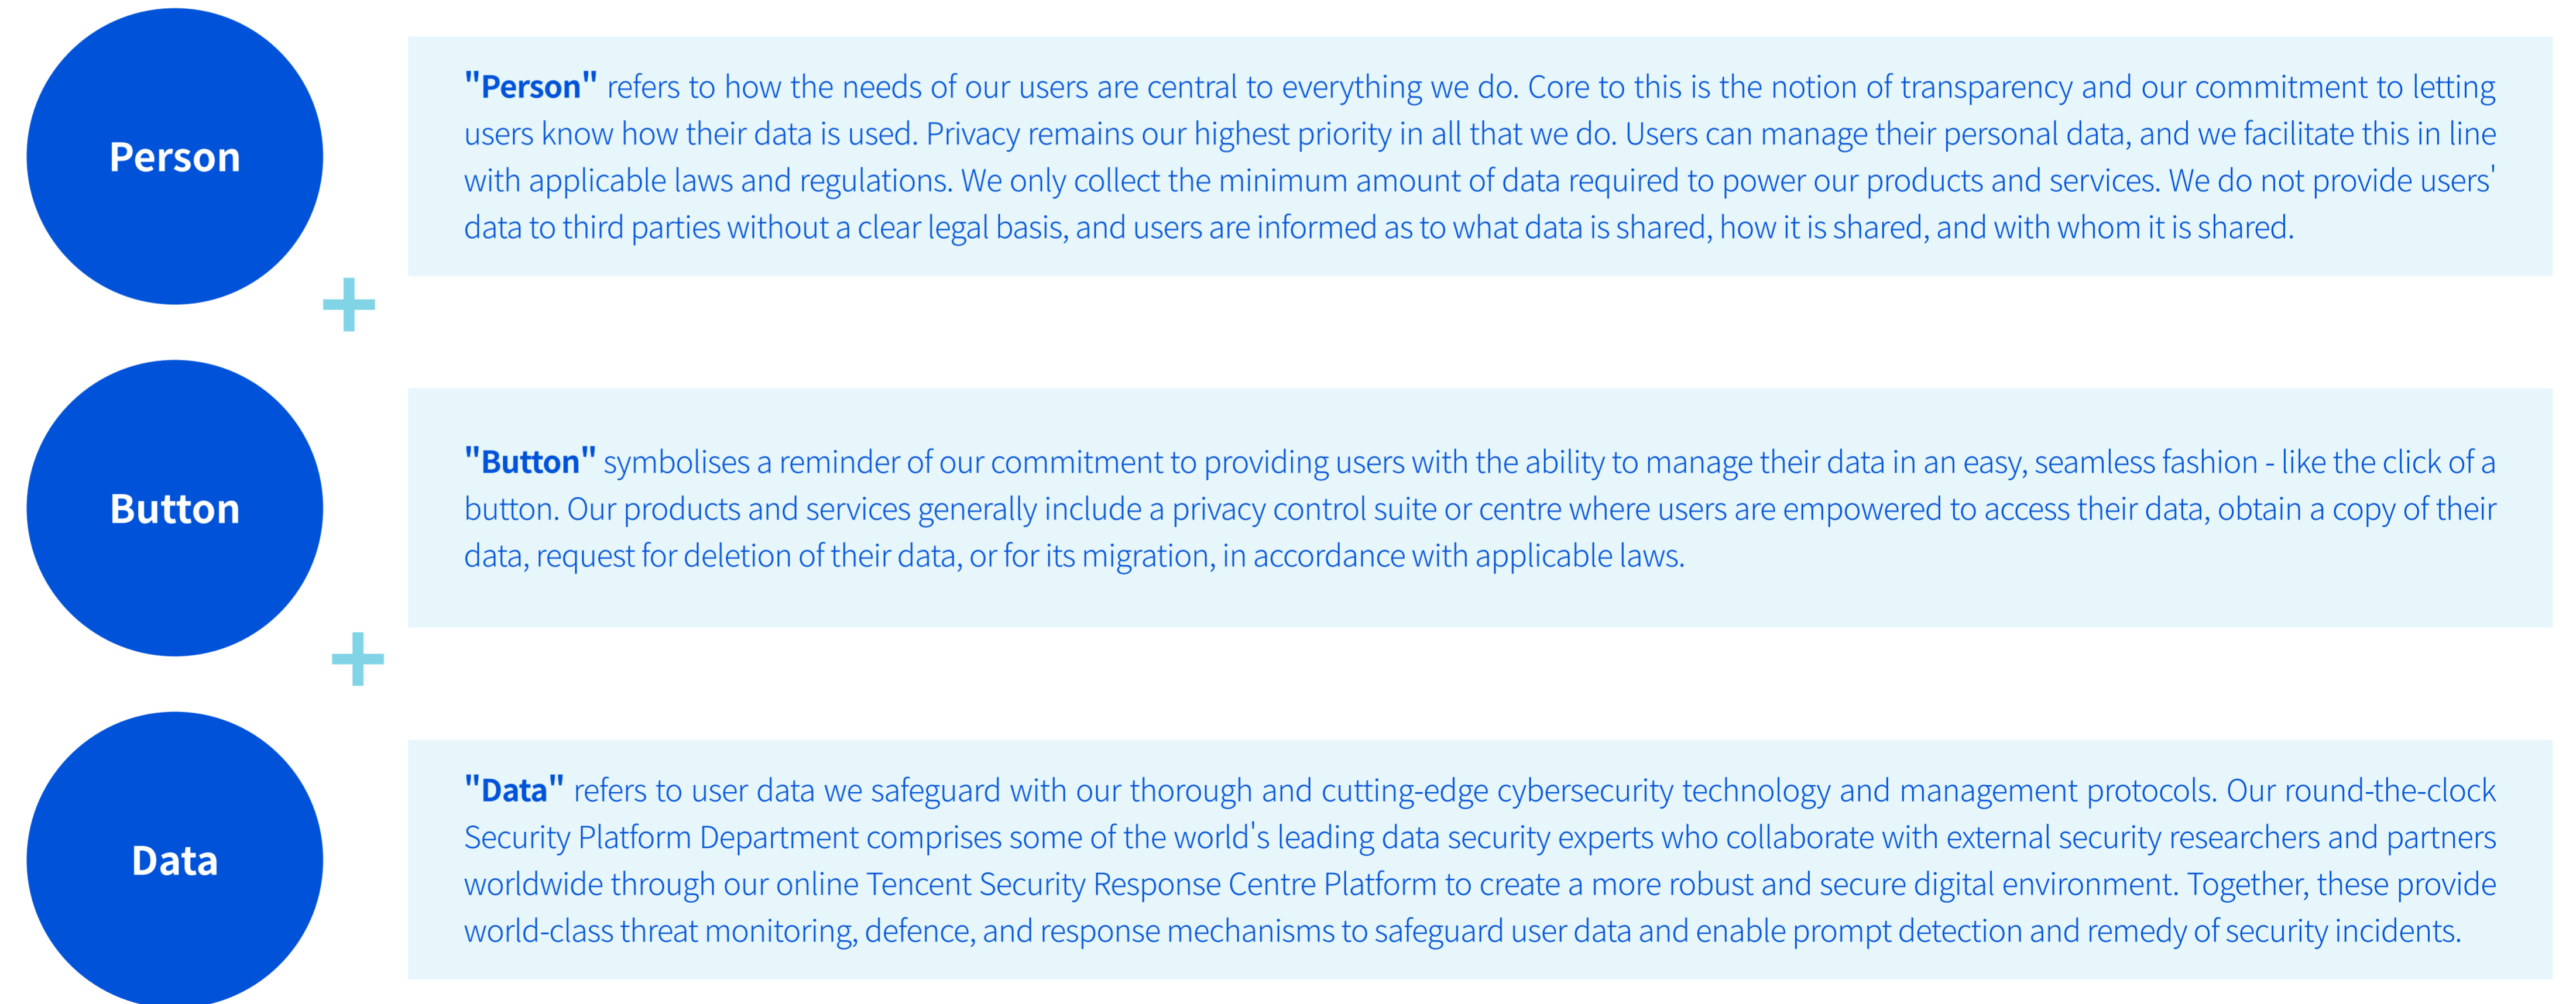 Person
"Person" refers to how the needs of our users are central to everything we do. Core to this is the notion of transparency and our commitment to letting
users know how their data is used. Privacy remains our highest priority in all that we do. Users can manage their personal data, and we facilitate this in line
with applicable laws and regulations. We only collect the minimum amount of data required to power our products and services. We do not provide users'
data to third parties without a clear legal basis, and users are informed as to what data is shared, how it is shared, and with whom it is shared.
+
Button
"Button" symbolises a reminder of our commitment to providing users with the ability to manage their data in an easy, seamless fashion - like the click of a
button. Our products and services generally include a privacy control suite or centre where users are empowered to access their data, obtain a copy of their
data, request for deletion of their data, or for its migration, in accordance with applicable laws.
+
Data
"Data" refers to user data we safeguard with our thorough and cutting-edge cybersecurity technology and management protocols. Our round-the-clock
Security Platform Department comprises some of the world's leading data security experts who collaborate with external security researchers and partners
worldwide through our online Tencent Security Response Centre Platform to create a more robust and secure digital environment. Together, these provide
world-class threat monitoring, defence, and response mechanisms to safeguard user data and enable prompt detection and remedy of security incidents.